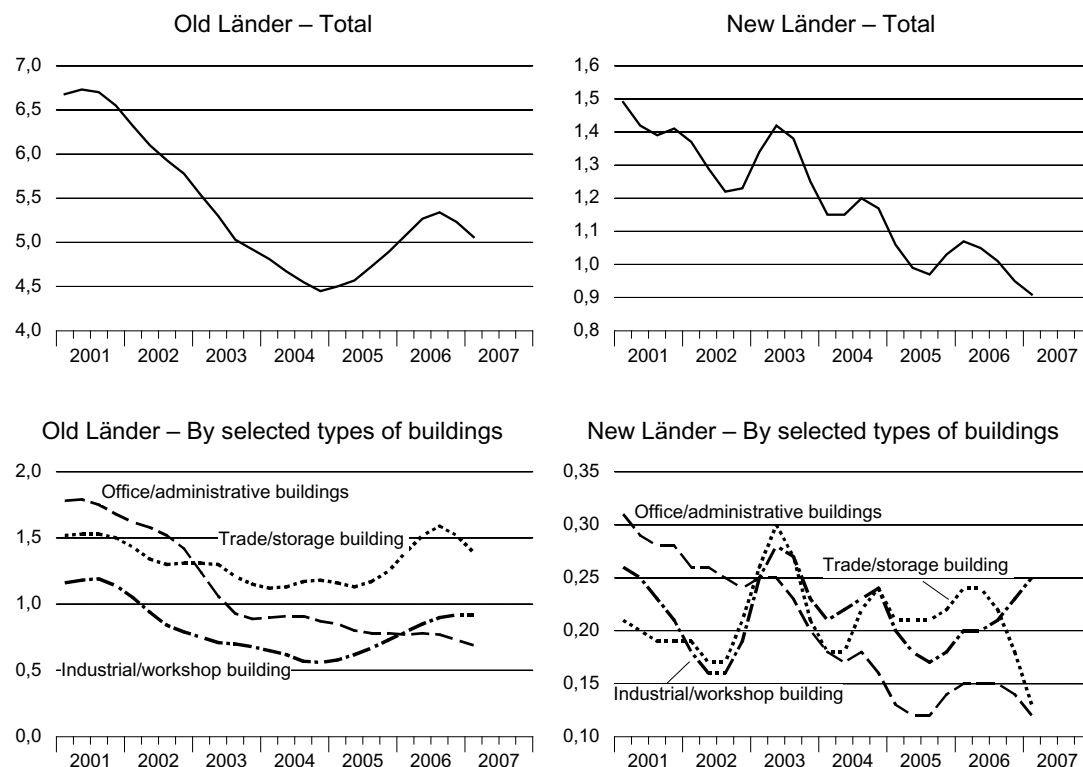 Old Länder – Total
7,0
6,5
6,0
5,5
5,0
4,5
4,0
2001 2002 2003 2004 2005 2006 2007
New Länder – Total
1,6
1,5
1,4
1,3
1,2
1,1
1,0
0,9
0,8
2001 2002 2003 2004 2005 2006 2007
Old Länder – By selected types of buildings
2,0
1,5
1,0
0,5
0,0
Office/administrative buildings
Trade/storage building
Industrial/workshop building
2001 2002 2003 2004 2005 2006 2007
New Länder – By selected types of buildings
0,35
0,30
0,25
0,20
0,15
0,10
Office/administrative buildings
Trade/storage building
Industrial/workshop building
2001 2002 2003 2004 2005 2006 2007